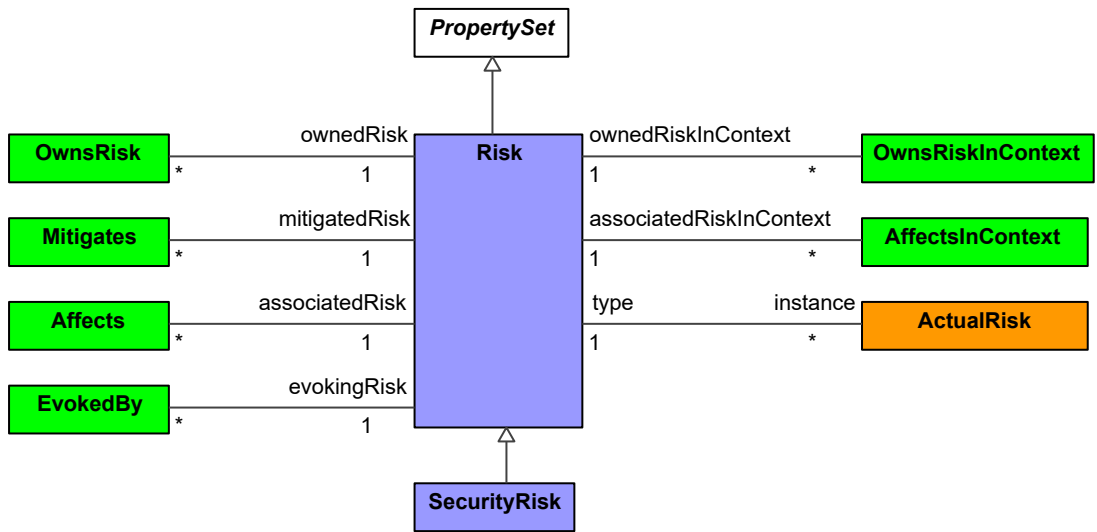 PropertySet
ownedRisk
ownedRiskInContext
OwnsRisk
Risk
OwnsRiskInContext
* 1 1 *
mitigatedRisk
associatedRiskInContext
Mitigates
AffectsInContext
* 1 1 *
associatedRisk
type instance
Affects
ActualRisk
* 1 1 *
evokingRisk
EvokedBy
* 1
SecurityRisk